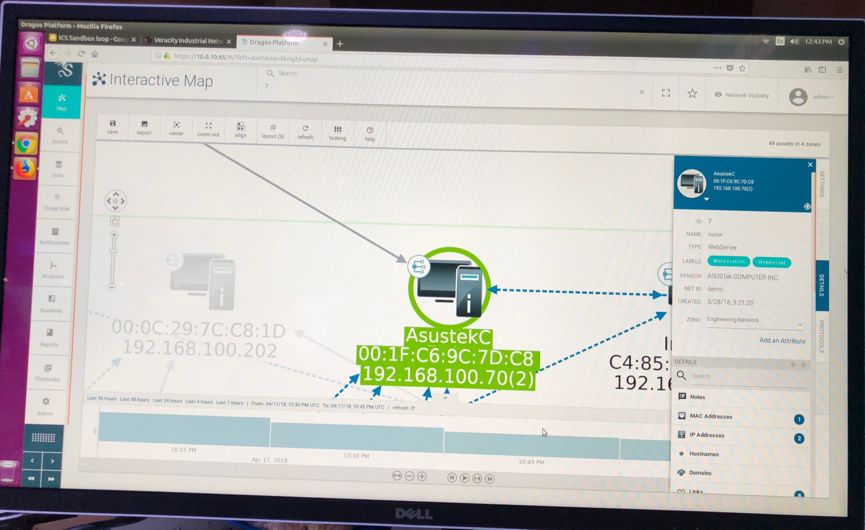 Dragos Platform - Mozilla Firefox
En 12:43 PM
ICS Sandbox loop - Goo
Veracity Industrial Netw
Dragos Platform
https://10.0.10.65/#/?left=dashboard&right=map
Interactive Map
Search
?
Network Visibility
admin
Map
Assets
Data
Threat Intel
Notifications
Analytics
Baselines
Reports
Playbooks
Admin
save
export
center
zoom out
align
layout (S)
refresh
tasking
help
49 assets in 4 zones
00:0C:29:7C:C8:1D
192.168.100.202
AsustekC
00:1F:C6:9C:7D:C8
192.168.100.70(2)
C4:85:
192.16
AsustekC
00:1F:C6:9C:7D:C8
192.168.100.70(2)
ID: 7
NAME: none
TYPE: WebServer
LABELS: Workstation WebServer
VENDOR: ASUSTek COMPUTER INC.
NET ID: demo
CREATED: 3/28/18, 9:21:20
ZONE: Engineering Network
Add an Attribute
DETAILS
Search
Notes
MAC Addresses 1
IP Addresses 2
Hostnames
Domains
Links
SETTINGS
DETAILS
PROTOCOLS
Last 96 hours Last 48 hours Last 24 hours Last 4 hours Last 1 hours | From: 04/17/18, 10:30 PM UTC To: 04/17/18, 10:45 PM UTC | refresh
10:15 PM
Apr 17, 2018
10:30 PM
10:45 PM
DELL